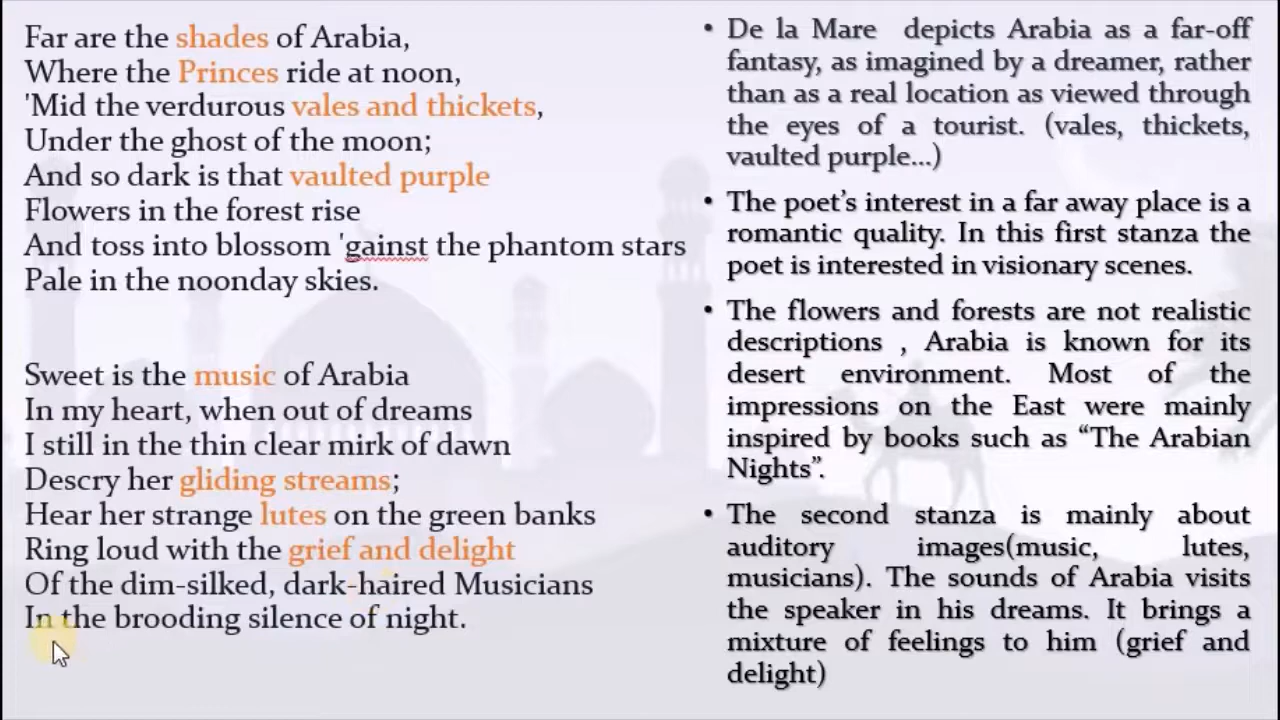 Far are the shades of Arabia,
Where the Princes ride at noon,
'Mid the verdurous vales and thickets,
Under the ghost of the moon;
And so dark is that vaulted purple
Flowers in the forest rise
And toss into blossom 'gainst the phantom stars
Pale in the noonday skies.
Sweet is the music of Arabia
In my heart, when out of dreams
I still in the thin clear mirk of dawn
Descry her gliding streams;
Hear her strange lutes on the green banks
Ring loud with the grief and delight
Of the dim-silked, dark-haired Musicians
In the brooding silence of night.
• De la Mare depicts Arabia as a far-off
fantasy, as imagined by a dreamer, rather
than as a real location as viewed through
the eyes of a tourist. (vales, thickets,
vaulted purple...)
• The poet's interest in a far away place is a
romantic quality. In this first stanza the
poet is interested in visionary scenes.
• The flowers and forests are not realistic
descriptions , Arabia is known for its
desert environment. Most of the
impressions on the East were mainly
inspired by books such as “The Arabian
Nights”.
• The second stanza is mainly about
auditory images(music, lutes,
musicians). The sounds of Arabia visits
the speaker in his dreams. It brings a
mixture of feelings to him (grief and
delight)